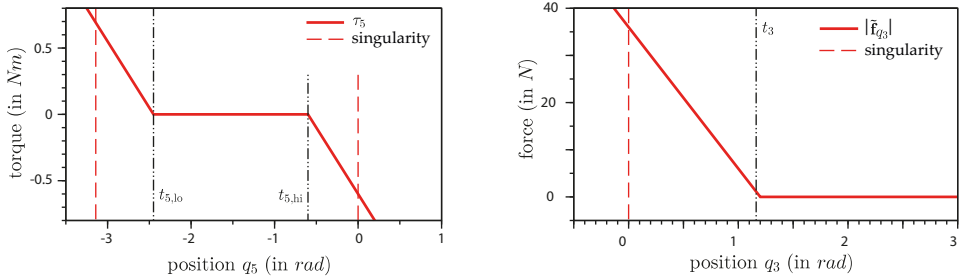 torque (in Nm)
0.5
0
-0.5
τ₅
singularity
t₅,lo
t₅,hi
-3
-2
-1
0
1
position q₅ (in rad)
force (in N)
40
20
0
t₃
|f̃_q₃|
singularity
0
1
2
3
position q₃ (in rad)